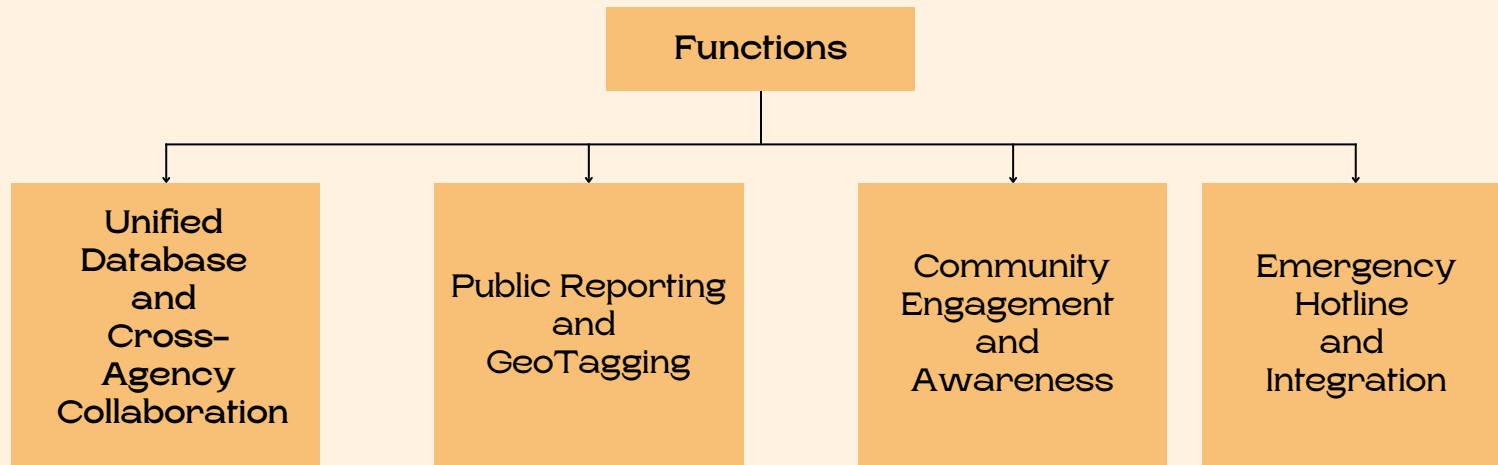 Functions
Unified
Database
and
Cross-
Agency
Collaboration
Public Reporting
and
GeoTagging
Community
Engagement
and
Awareness
Emergency
Hotline
and
Integration